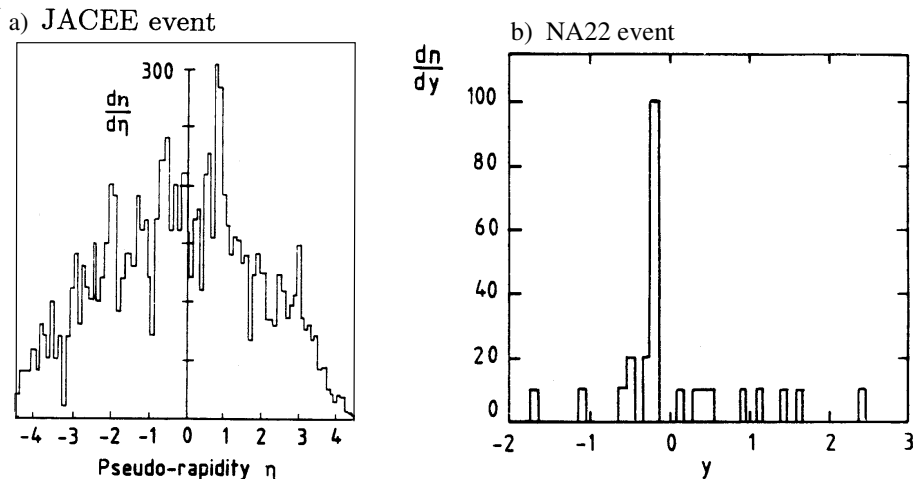 a) JACEE event
300
dn
dη
-4 -3 -2 -1 0 1 2 3 4
Pseudo-rapidity η
b) NA22 event
dn
dy
100
80
60
40
20
0
-2 -1 0 1 2 3
y